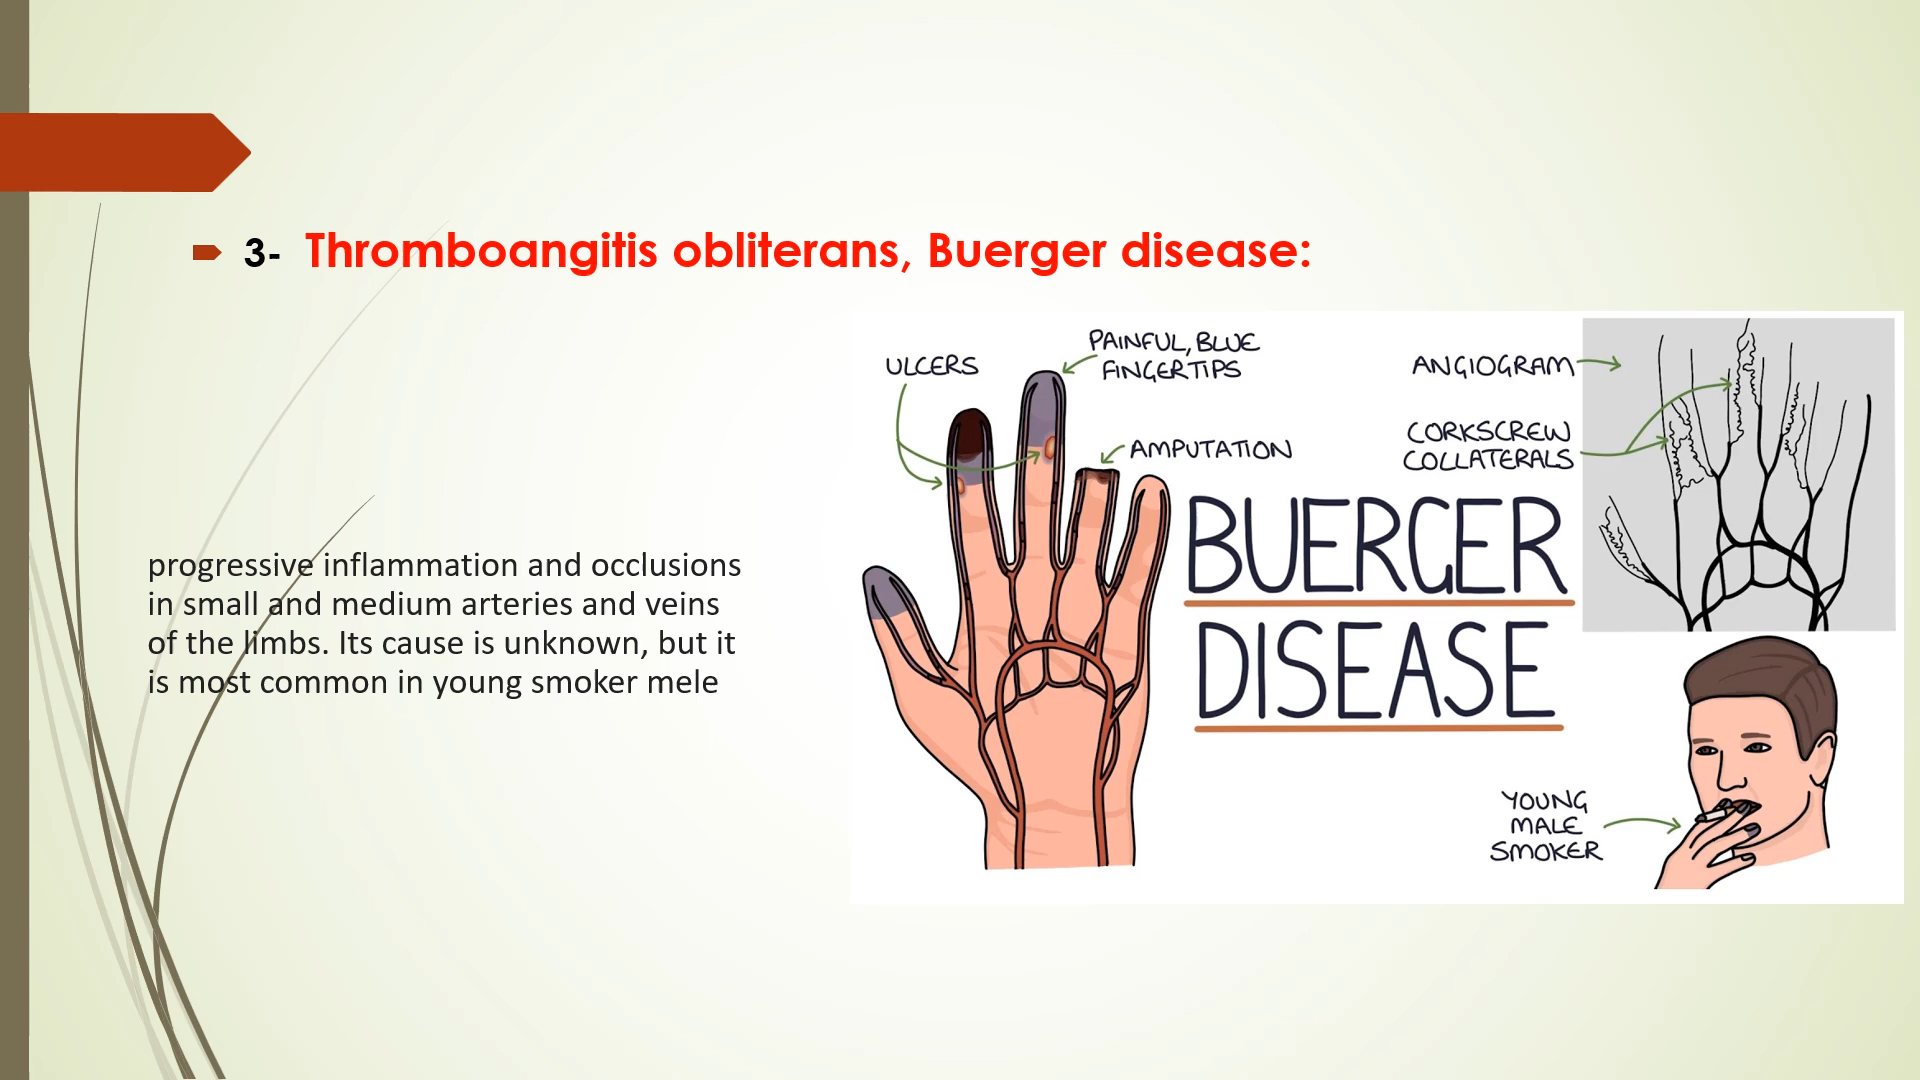 3- Thromboangitis obliterans, Buerger disease:
progressive inflammation and occlusions
in small and medium arteries and veins
of the limbs. Its cause is unknown, but it
is most common in young smoker mele
ULCERS
PAINFUL, BLUE
FINGERTIPS
AMPUTATION
ANGIOGRAM
CORKSCREW
COLLATERALS
BUERGER
DISEASE
YOUNG
MALE
SMOKER